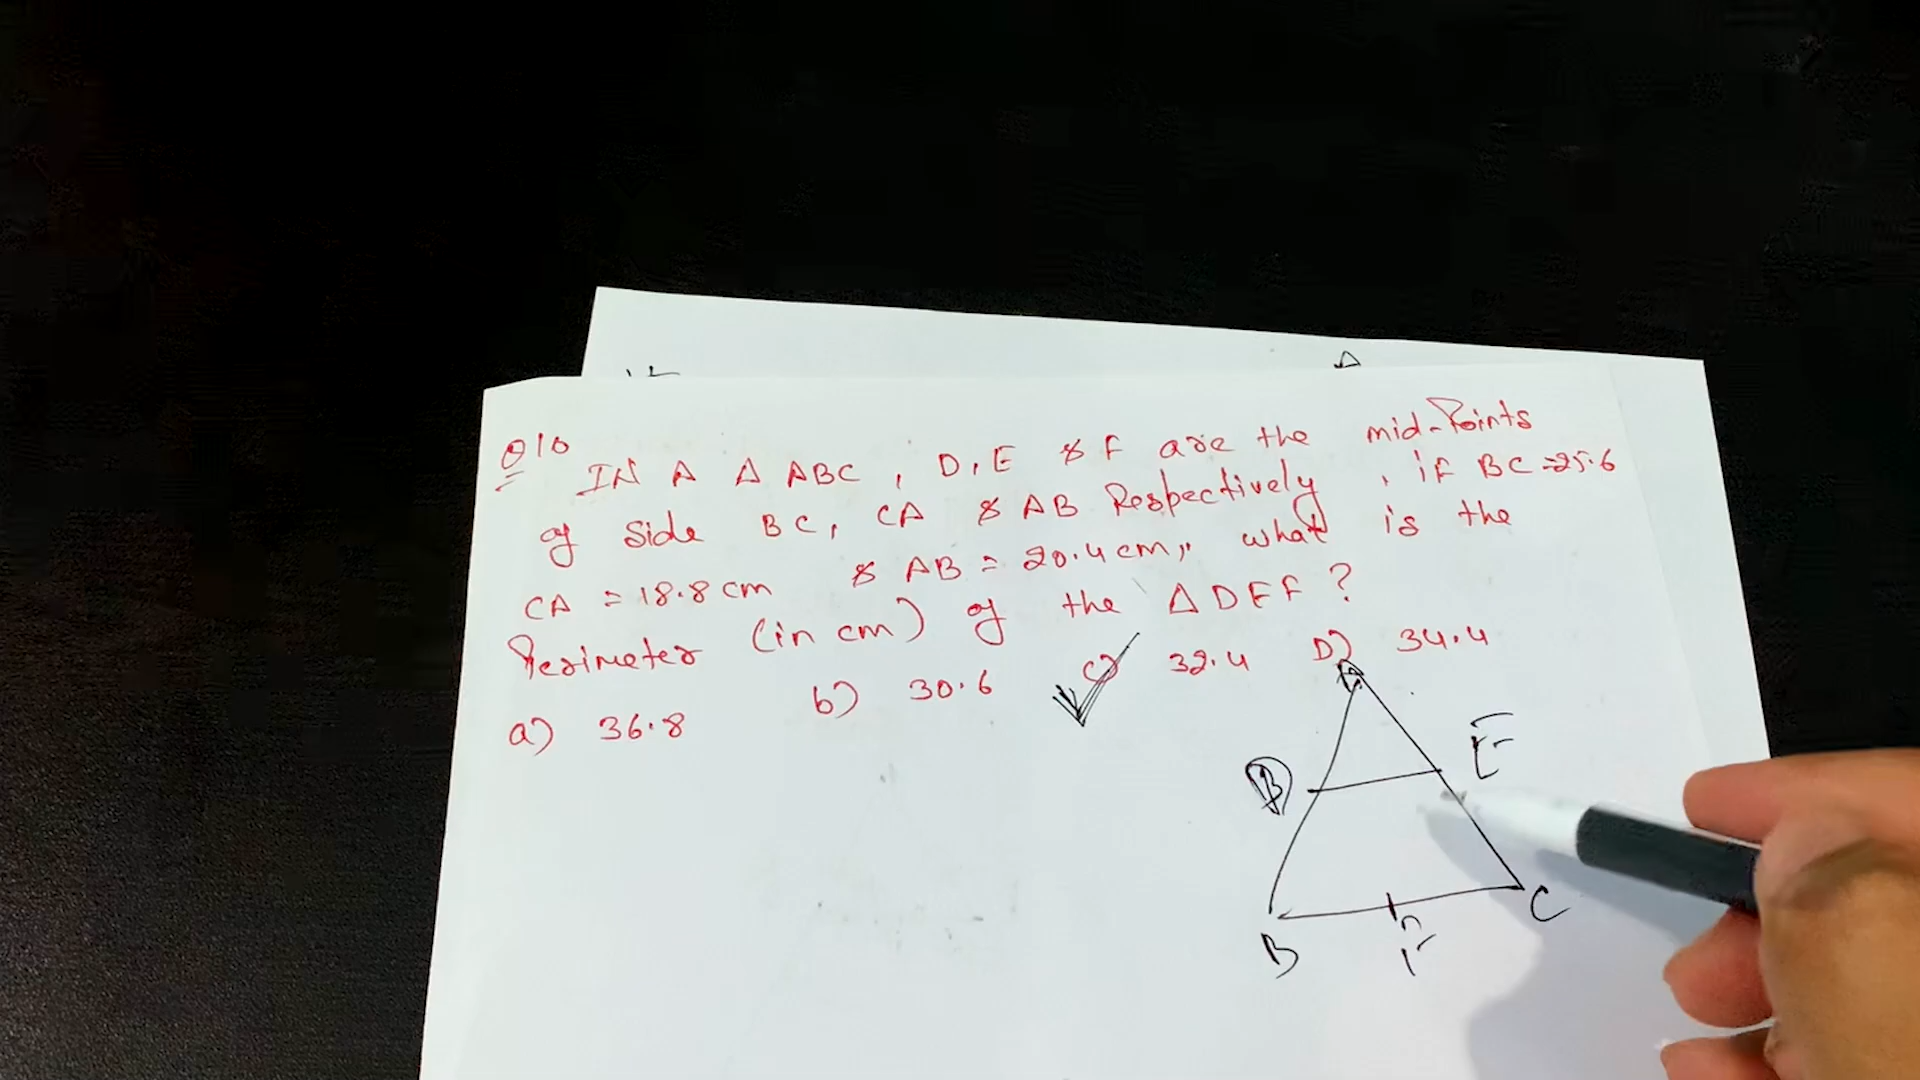 Q10
IN A Δ ABC , D, E & F are the mid-Points
of Side BC, CA & AB Respectively , if BC = 25.6
CA = 18.8 cm & AB = 20.4 cm, what is the
Perimeter (in cm) of the Δ DEF ?
a) 36.8 b) 30.6 c) 32.4 D) 34.4
E
B C
F